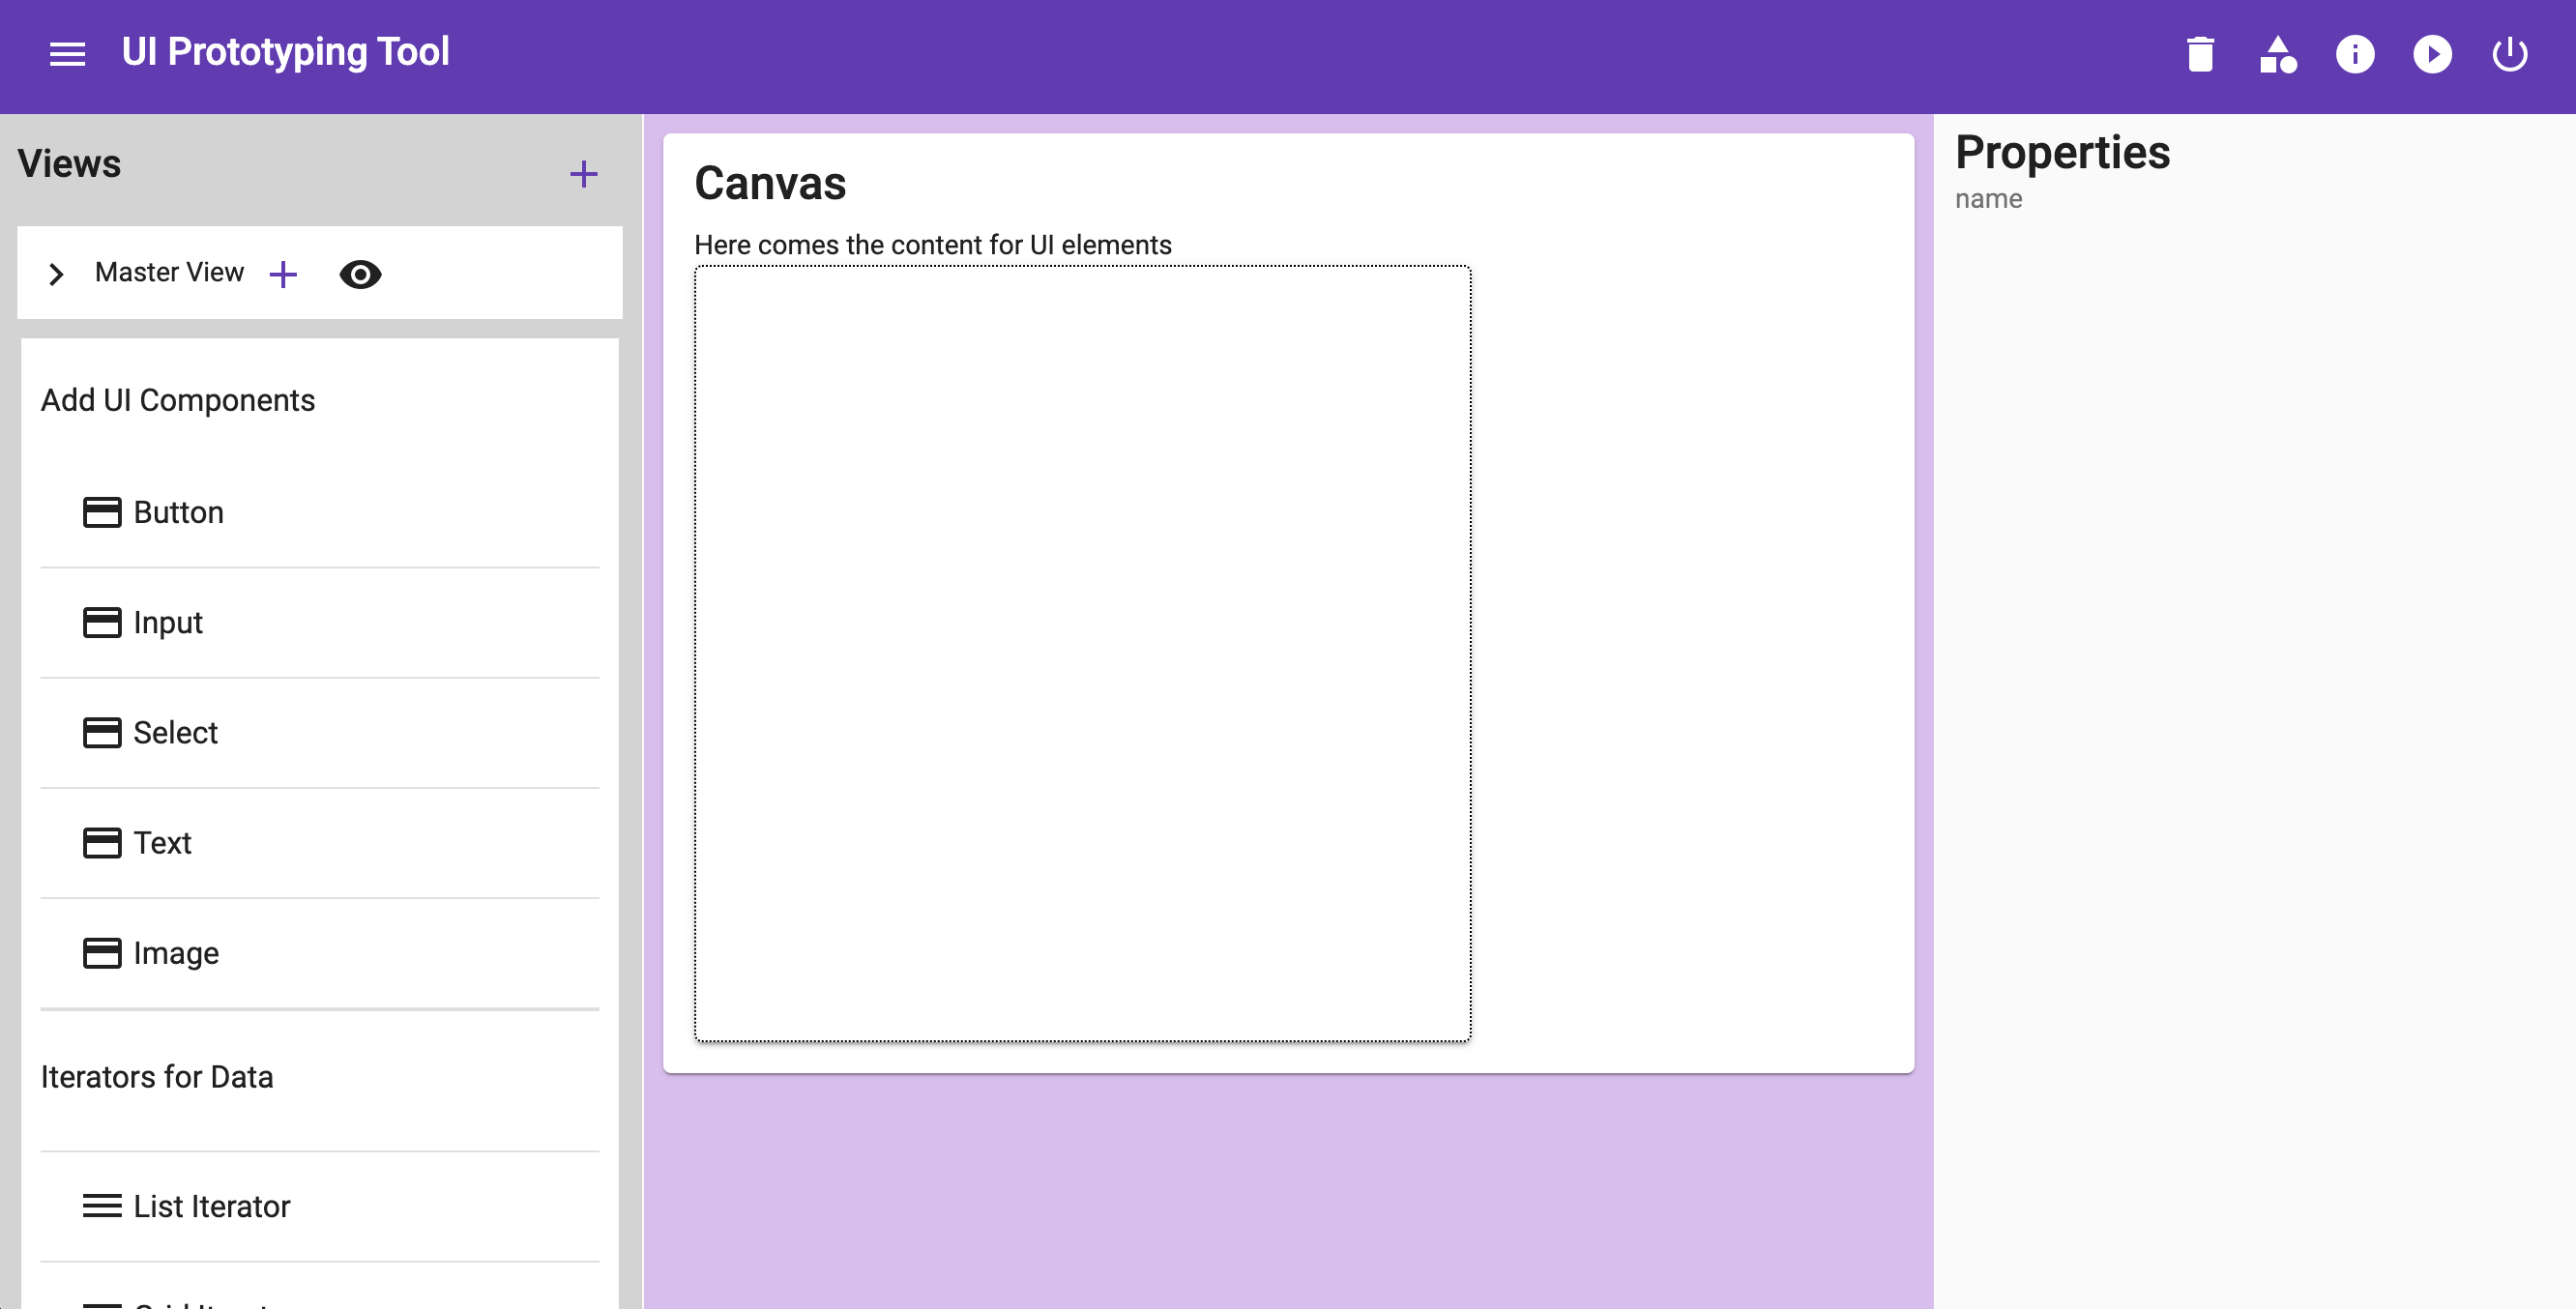 UI Prototyping Tool
Views
Master View
Add UI Components
Button
Input
Select
Text
Image
Iterators for Data
List Iterator
Canvas
Here comes the content for UI elements
Properties
name